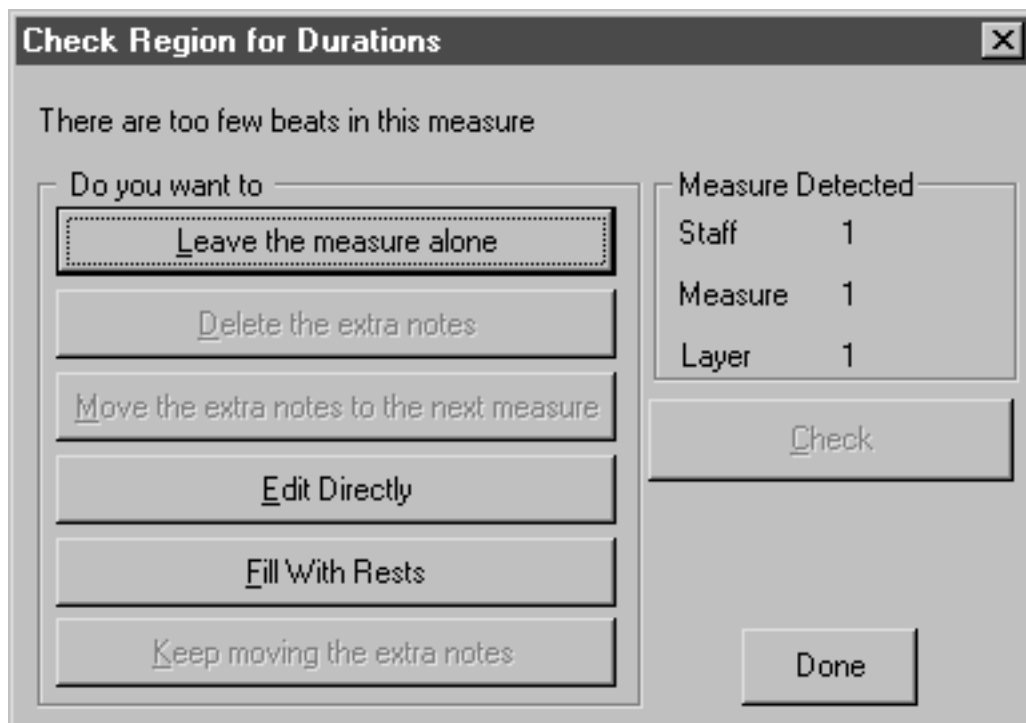 Check Region for Durations
There are too few beats in this measure
Do you want to
Leave the measure alone
Delete the extra notes
Move the extra notes to the next measure
Edit Directly
Fill With Rests
Keep moving the extra notes
Measure Detected
Staff 1
Measure 1
Layer 1
Check
Done